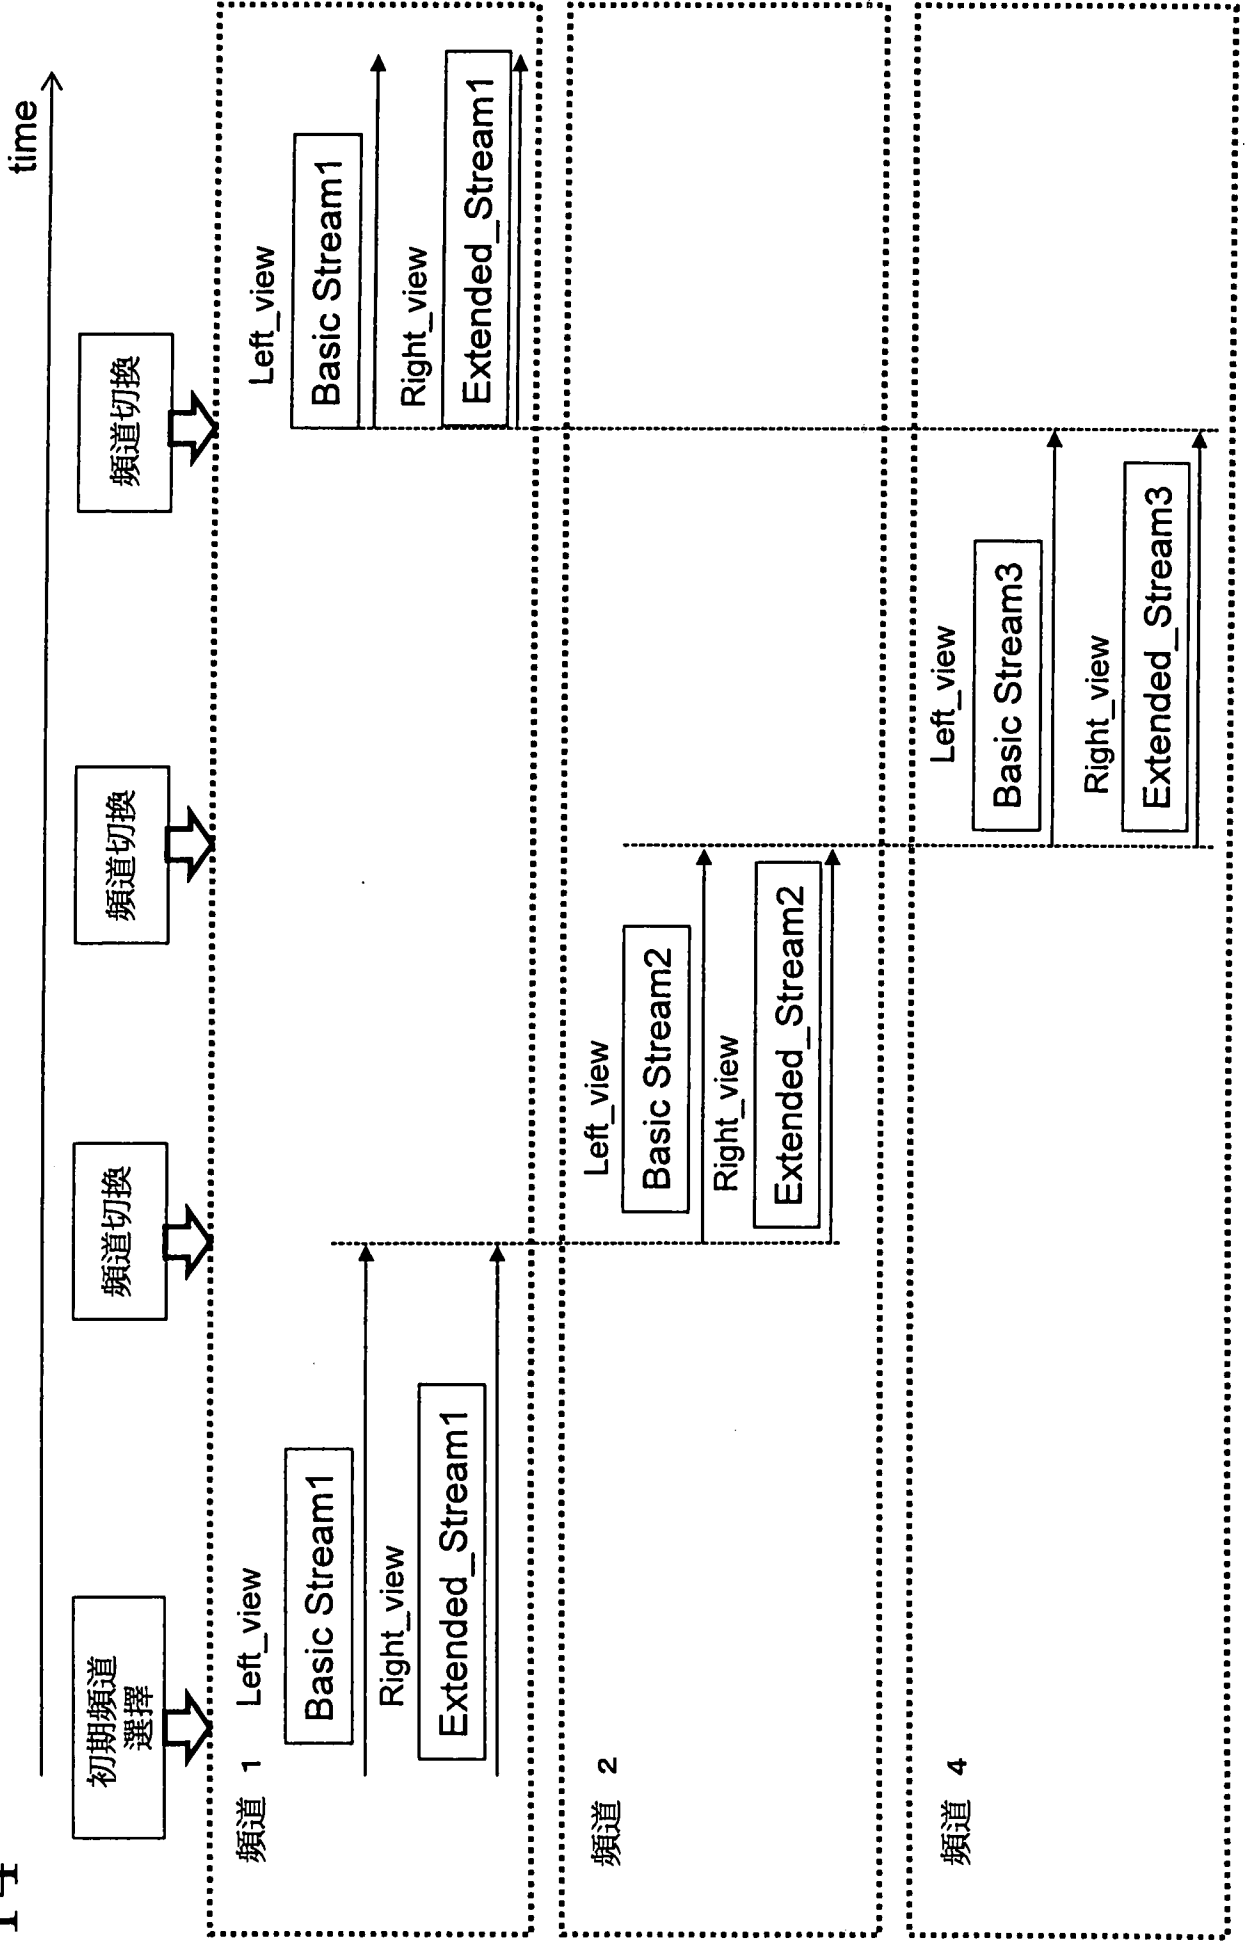 14
time
初期頻道
選擇
頻道切換
頻道切換
頻道切換
頻道 1
Left_view
Basic Stream1
Right_view
Extended_Stream1
Left_view
Basic Stream1
Right_view
Extended_Stream1
頻道 2
Left_view
Basic Stream2
Right_view
Extended_Stream2
頻道 4
Left_view
Basic Stream3
Right_view
Extended_Stream3